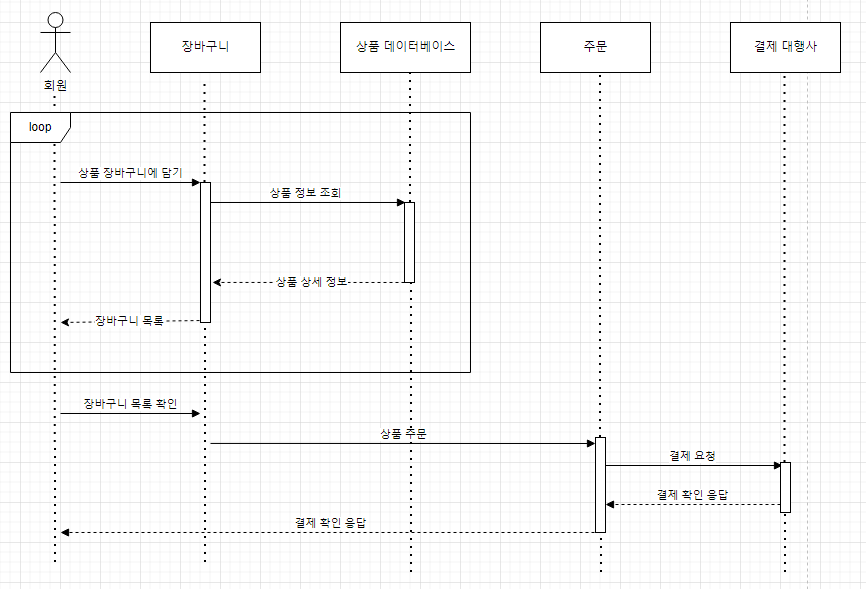 회원
장바구니
상품 데이터베이스
주문
결제 대행사
loop
상품 장바구니에 담기
상품 정보 조회
상품 상세 정보
장바구니 목록
장바구니 목록 확인
상품 주문
결제 요청
결제 확인 응답
결제 확인 응답